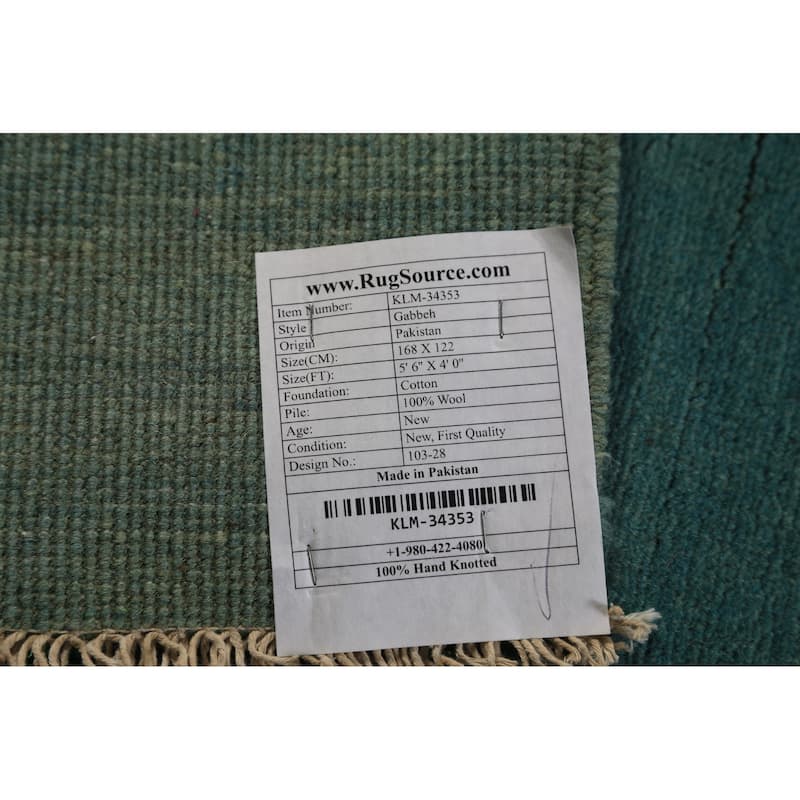 www.RugSource.com
Item Number: KLM-34353
Style Gabbeh
Origin Pakistan
Size(CM): 168 X 122
Size(FT): 5' 6" X 4' 0"
Foundation: Cotton
Pile: 100% Wool
Age: New
Condition: New, First Quality
Design No.: 103-28
Made in Pakistan
KLM-34353
+1-980-422-4080
100% Hand Knotted